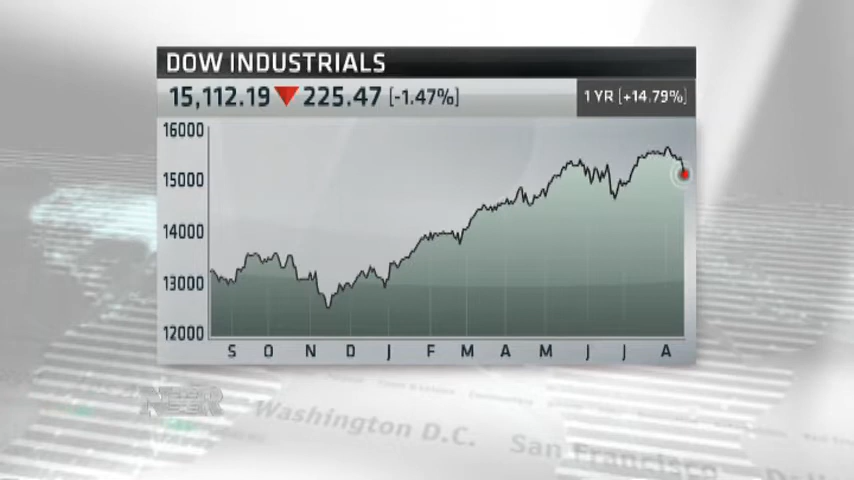 DOW INDUSTRIALS
15,112.19 ▼ 225.47 [-1.47%] 1 YR [+14.79%]
16000
15000
14000
13000
12000
S O N D J F M A M J J A
Washington D.C.
San Francisco